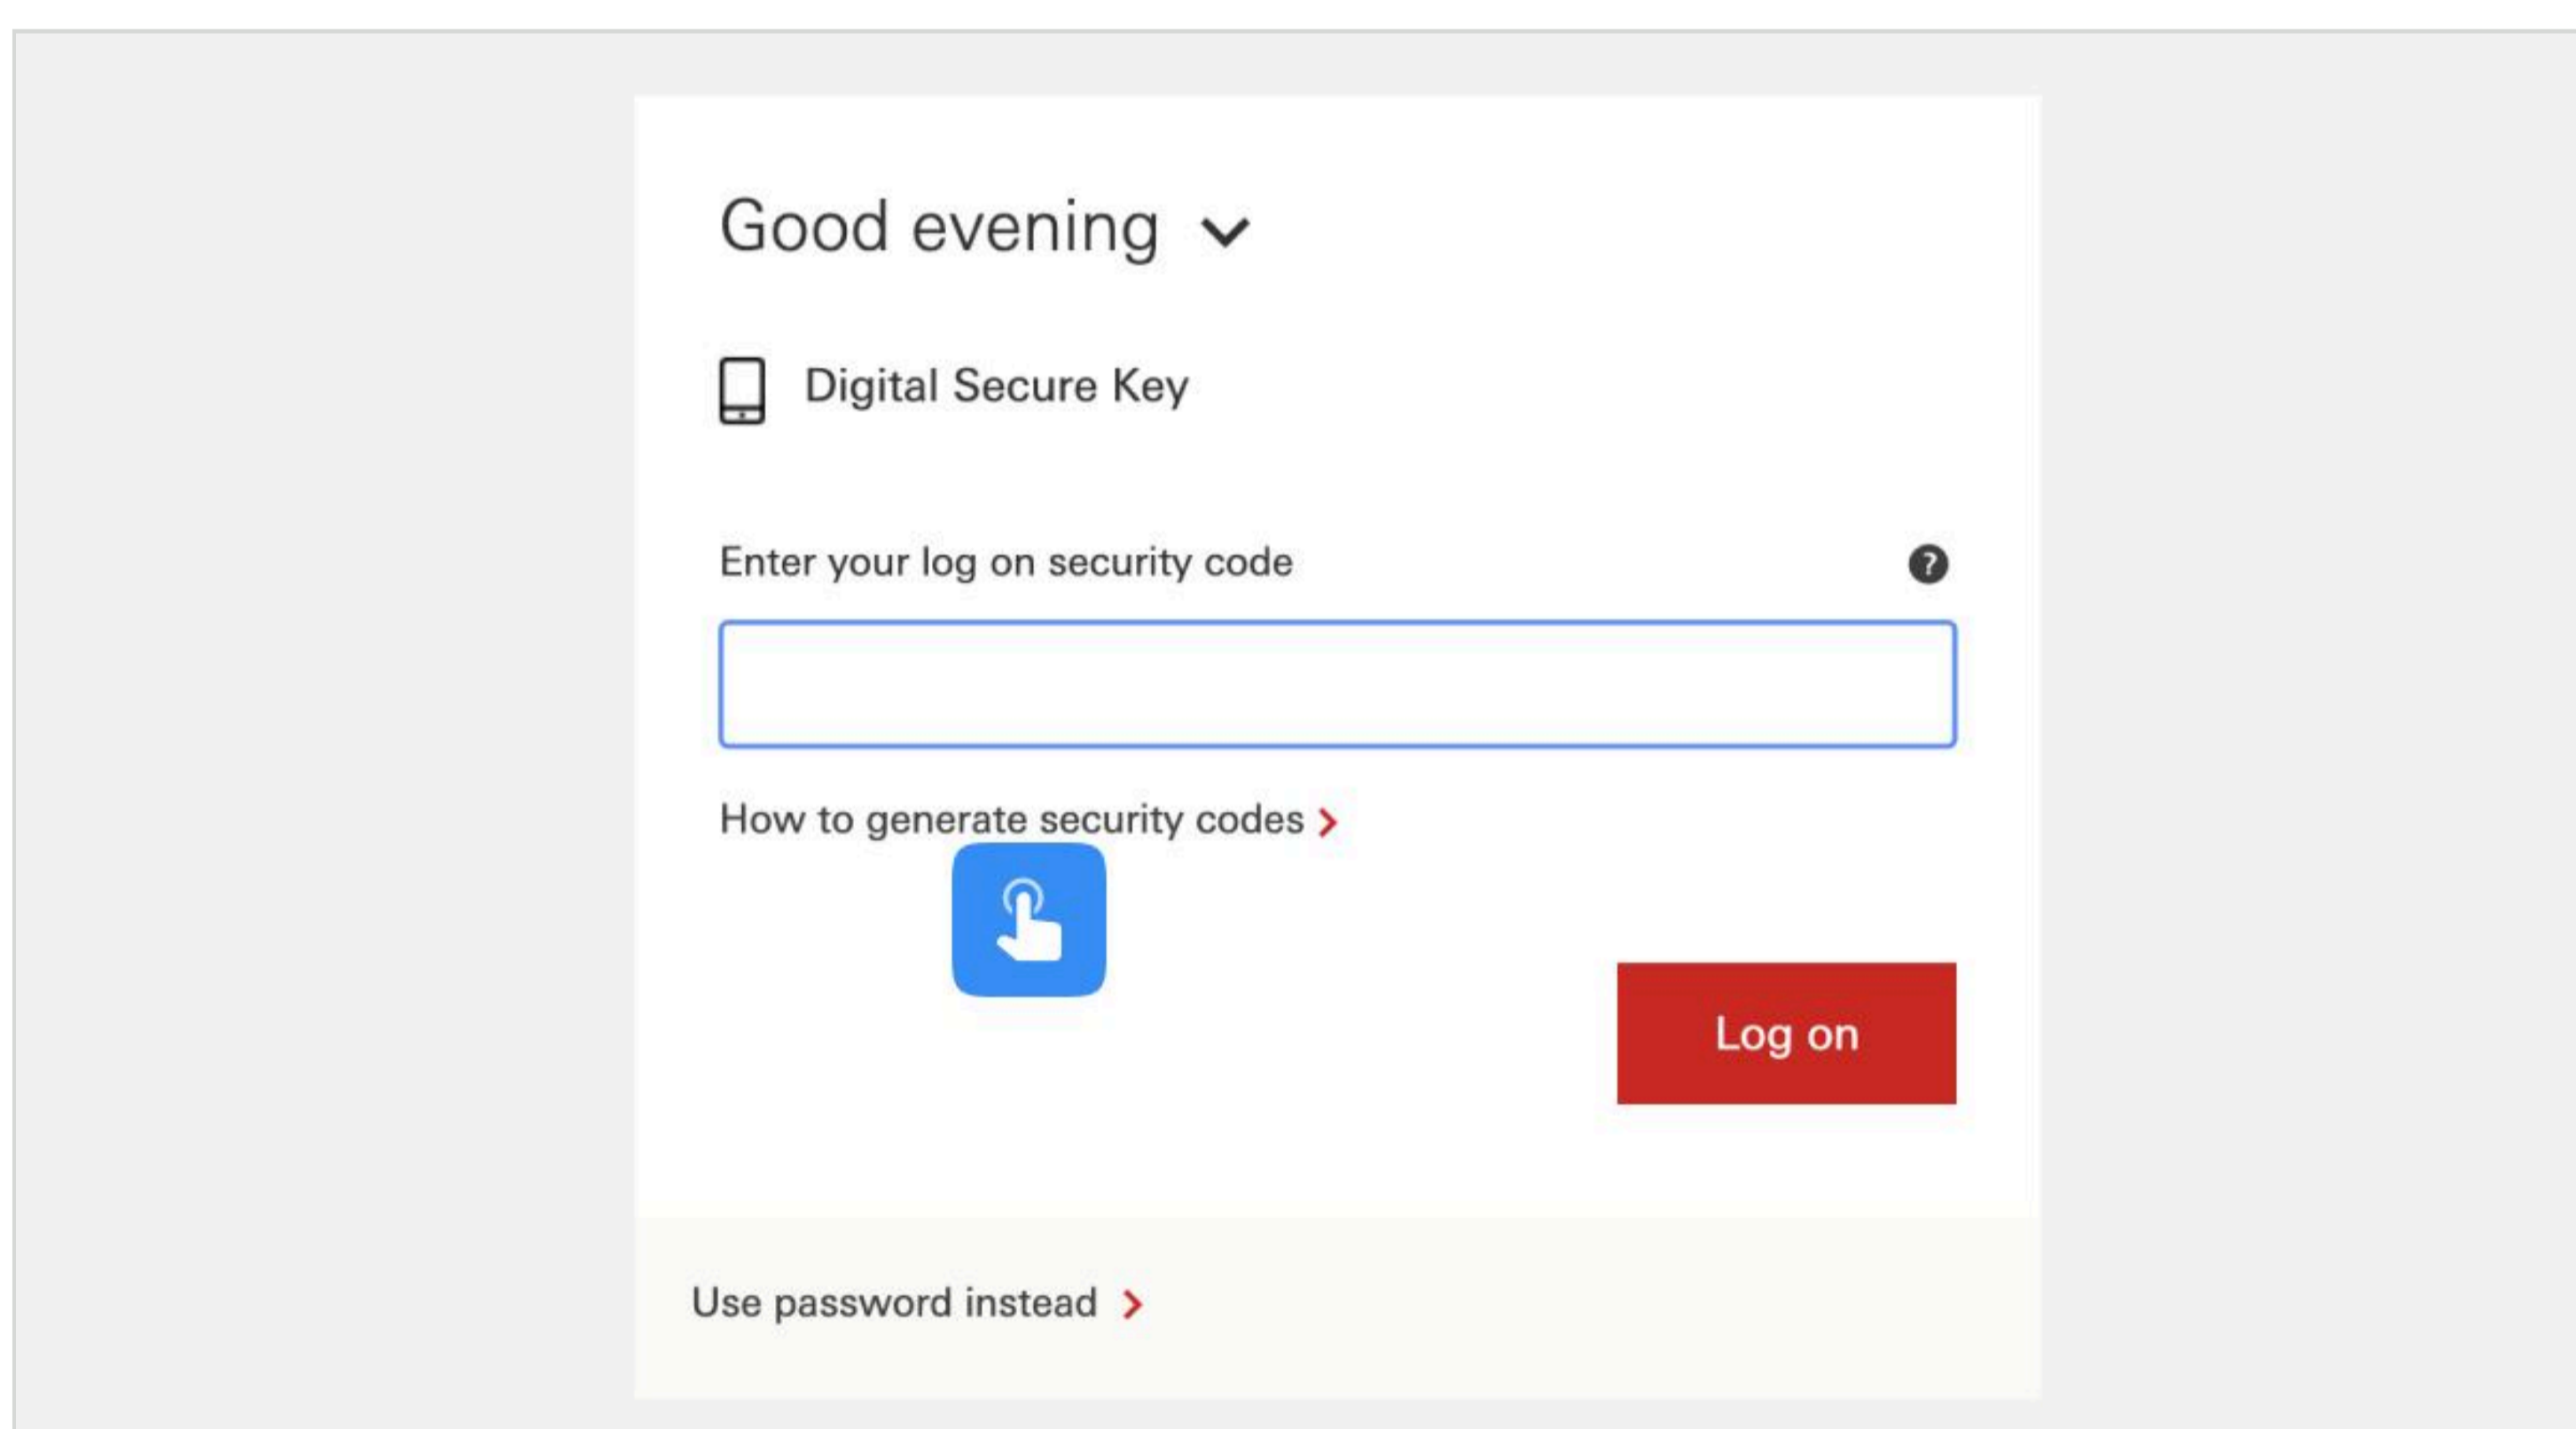 Good evening
Digital Secure Key
Enter your log on security code
?
How to generate security codes
Log on
Use password instead